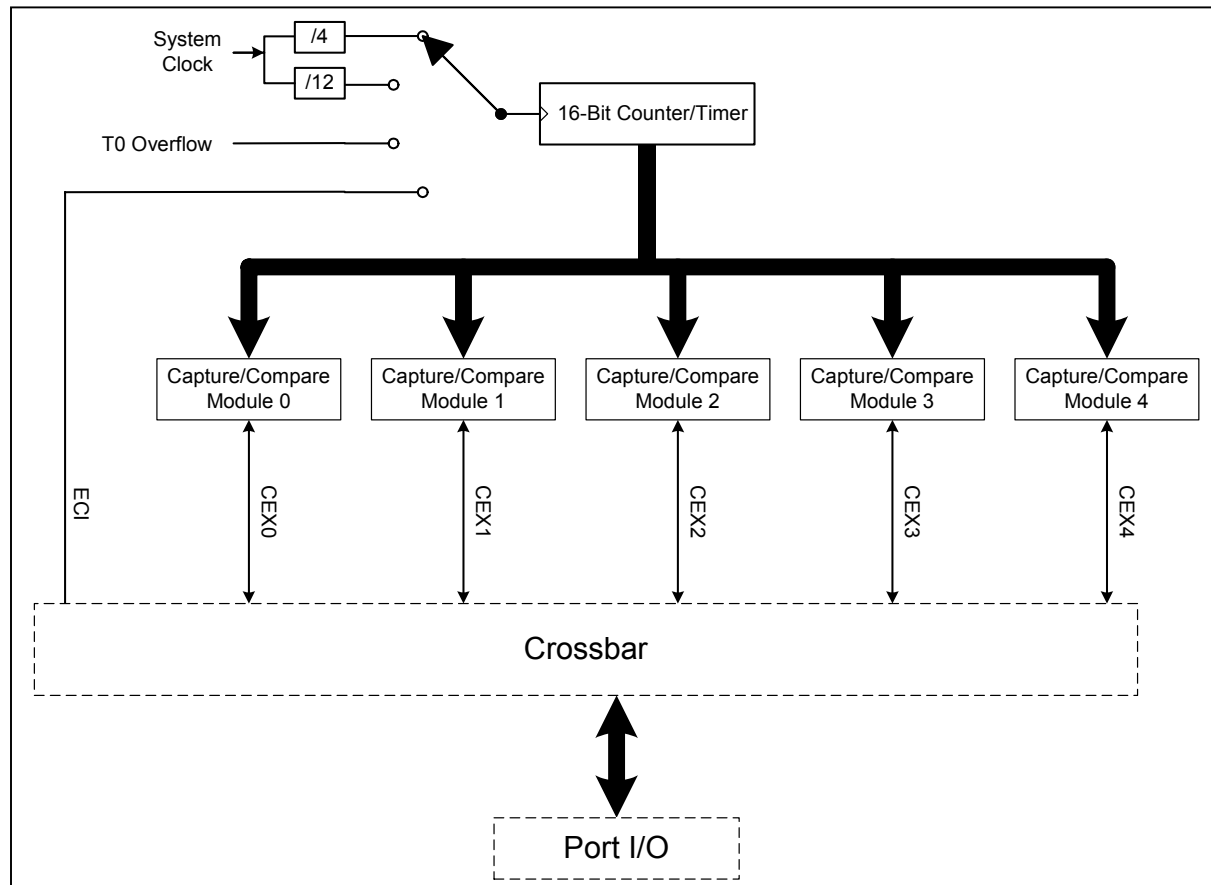 System
Clock
/4
/12
16-Bit Counter/Timer
T0 Overflow
Capture/Compare
Module 0
Capture/Compare
Module 1
Capture/Compare
Module 2
Capture/Compare
Module 3
Capture/Compare
Module 4
ECI
CEX0
CEX1
CEX2
CEX3
CEX4
Crossbar
Port I/O